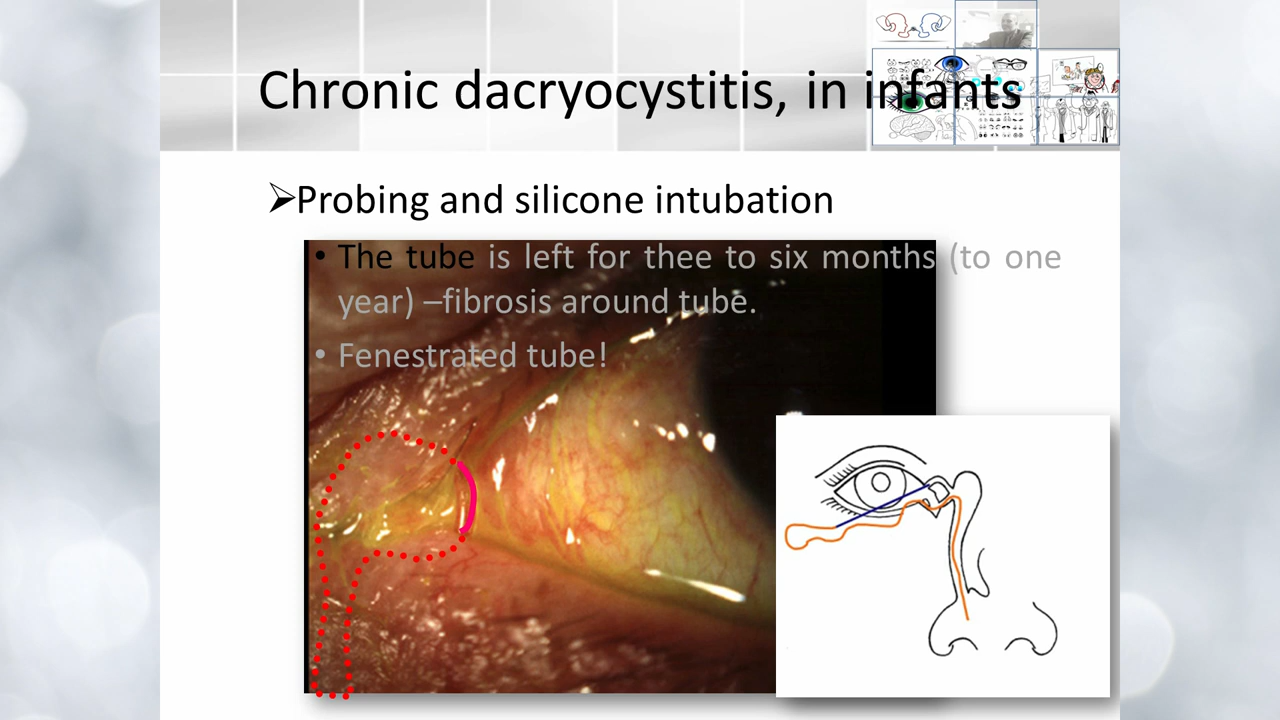 Chronic dacryocystitis, in infants
➢Probing and silicone intubation
• The tube is left for thee to six months (to one
year) –fibrosis around tube.
• Fenestrated tube!